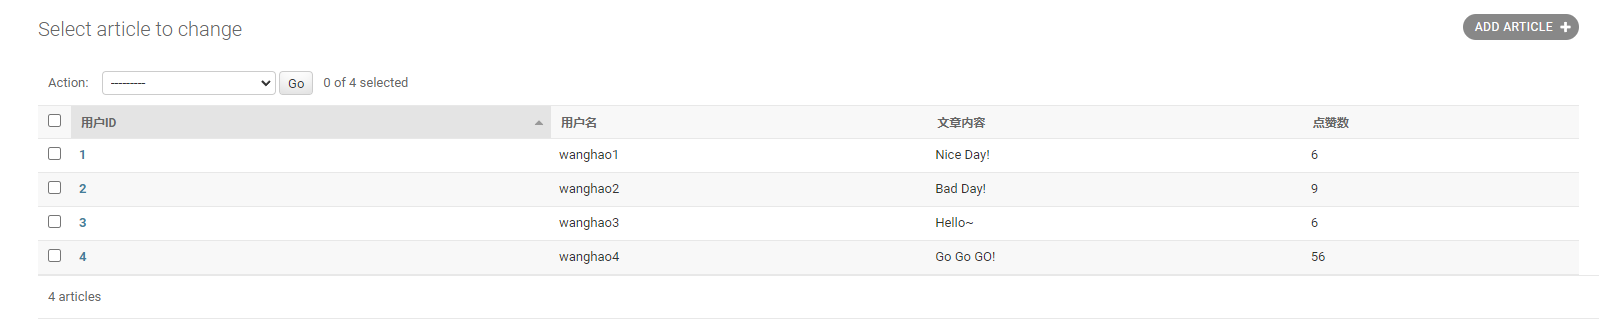 Select article to change
ADD ARTICLE +
Action: --------- Go 0 of 4 selected
用户ID 用户名 文章内容 点赞数
1 wanghao1 Nice Day! 6
2 wanghao2 Bad Day! 9
3 wanghao3 Hello~ 6
4 wanghao4 Go Go GO! 56
4 articles